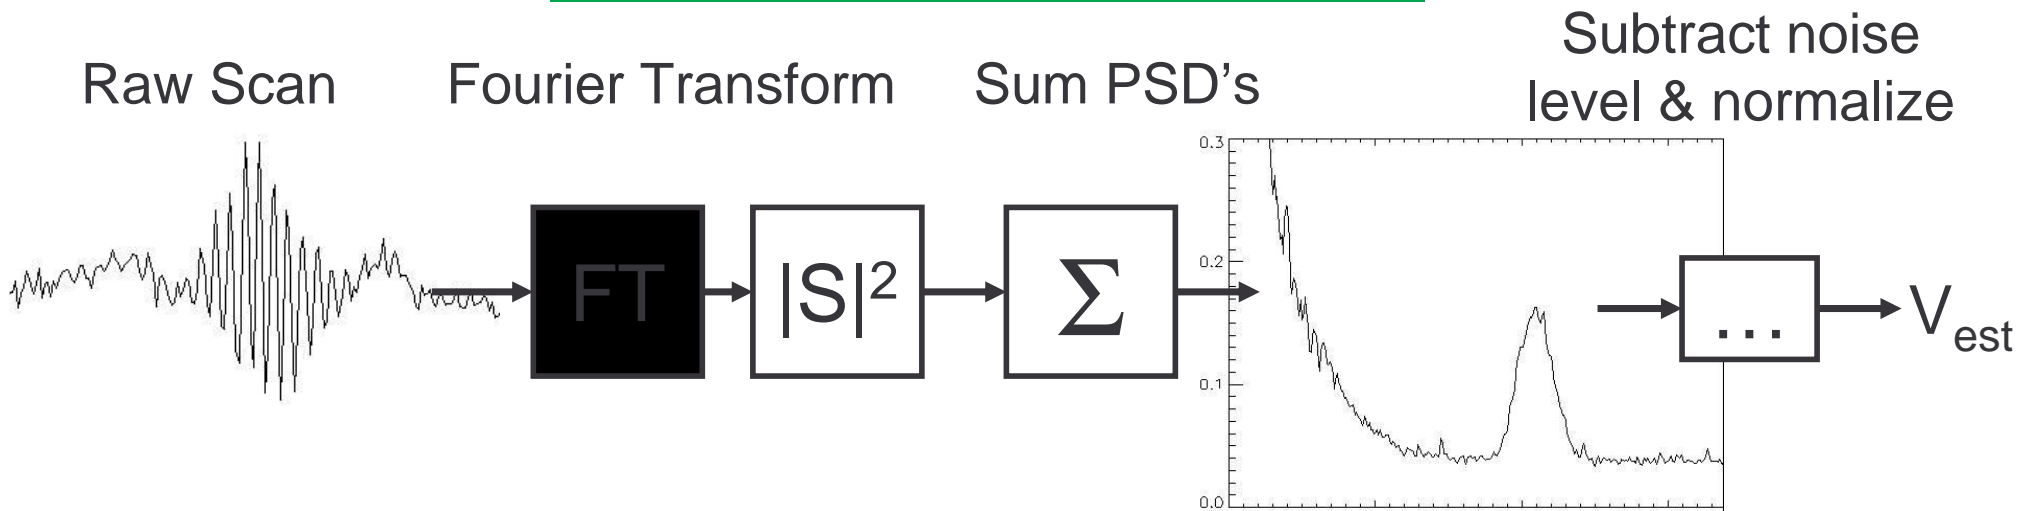 Raw Scan
Fourier Transform
Sum PSD's
Subtract noise
level & normalize
FT
|S|²
Σ
0.3
0.2
0.1
0.0
...
V_est